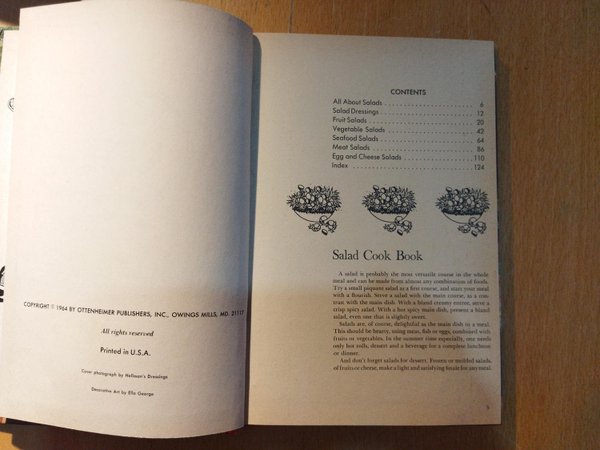 COPYRIGHT © 1964 BY OTTENHEIMER PUBLISHERS, INC., OWINGS MILLS, MD. 21117
All rights reserved
Printed in U.S.A.
Cover photograph by Hellman's Dressings
Decorative Art by Ella George
CONTENTS
All About Salads 6
Salad Dressings 12
Fruit Salads 20
Vegetable Salads 42
Seafood Salads 64
Meat Salads 86
Egg and Cheese Salads 110
Index 124
Salad Cook Book
A salad is probably the most versatile course in the whole
meal and can be made from almost any combination of foods.
Try a small piquant salad as a first course, and start your meal
with a flourish. Serve a salad with the main course, as a con-
trast with the main dish. With a bland creamy entree, serve a
crisp spicy salad. With a hot spicy main dish, present a bland
salad, even one that is slightly sweet.
Salads are, of course, delightful as the main dish in a meal.
This should be hearty, using meat, fish or eggs, combined with
fruits or vegetables. In the summer time especially, one needs
only hot rolls, dessert and a beverage for a complete luncheon
or dinner.
And don't forget salads for dessert. Frozen or molded salads,
of fruits or cheese, make a light and satisfying finale for any meal.
5